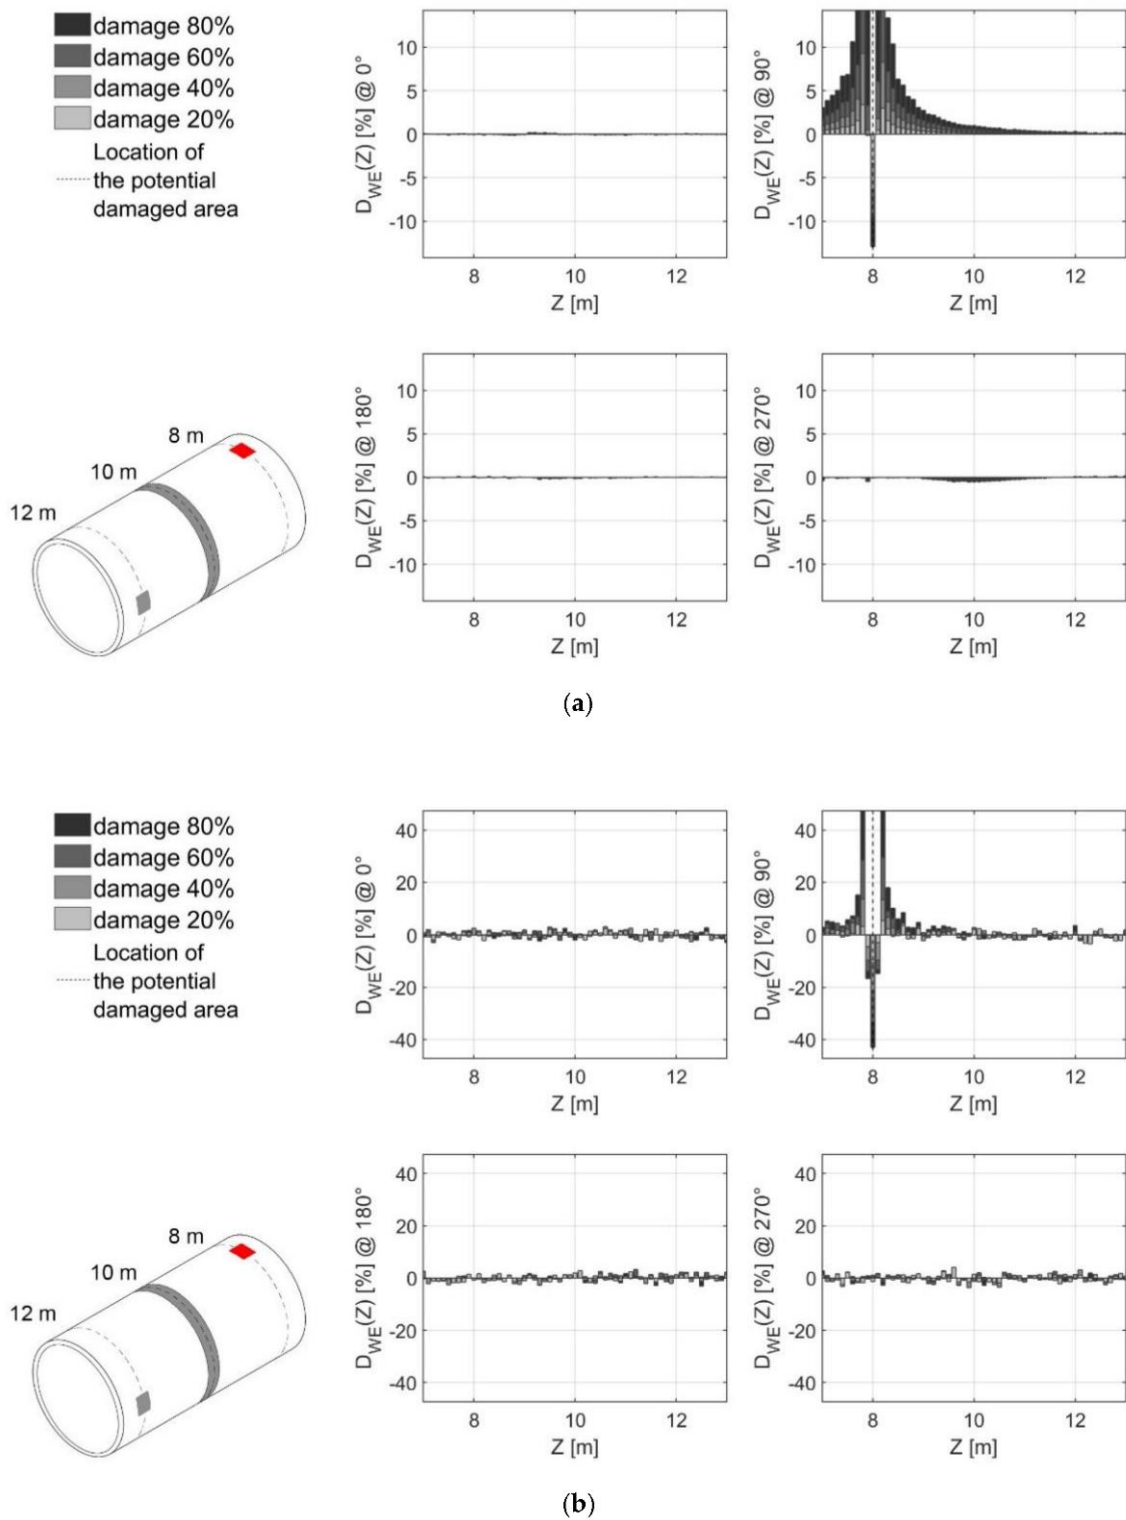 damage 80%
damage 60%
damage 40%
damage 20%
Location of
the potential
damaged area
D_WE(Z) [%] @ 0°
10
5
0
-5
-10
8 10 12
Z [m]
D_WE(Z) [%] @ 90°
10
5
0
-5
-10
8 10 12
Z [m]
8 m
10 m
12 m
D_WE(Z) [%] @ 180°
10
5
0
-5
-10
8 10 12
Z [m]
D_WE(Z) [%] @ 270°
10
5
0
-5
-10
8 10 12
Z [m]
(a)
damage 80%
damage 60%
damage 40%
damage 20%
Location of
the potential
damaged area
D_WE(Z) [%] @ 0°
40
20
0
-20
-40
8 10 12
Z [m]
D_WE(Z) [%] @ 90°
40
20
0
-20
-40
8 10 12
Z [m]
8 m
10 m
12 m
D_WE(Z) [%] @ 180°
40
20
0
-20
-40
8 10 12
Z [m]
D_WE(Z) [%] @ 270°
40
20
0
-20
-40
8 10 12
Z [m]
(b)